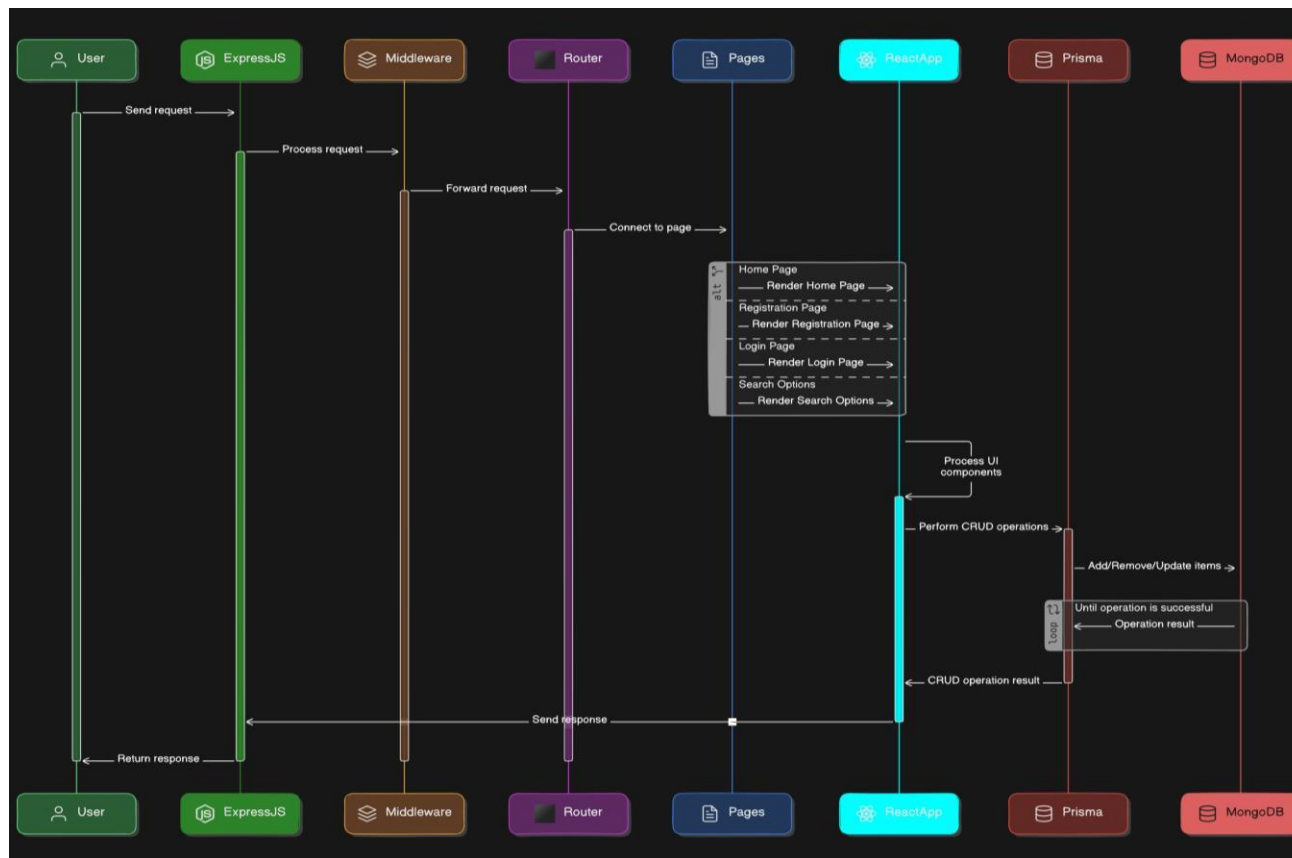 User
ExpressJS
Middleware
Router
Pages
ReactApp
Prisma
MongoDB
Send request
Process request
Forward request
Connect to page
alt
Home Page
Render Home Page
Registration Page
Render Registration Page
Login Page
Render Login Page
Search Options
Render Search Options
Process UI
components
Perform CRUD operations
Add/Remove/Update items
loop
Until operation is successful
Operation result
CRUD operation result
Send response
Return response
User
ExpressJS
Middleware
Router
Pages
ReactApp
Prisma
MongoDB